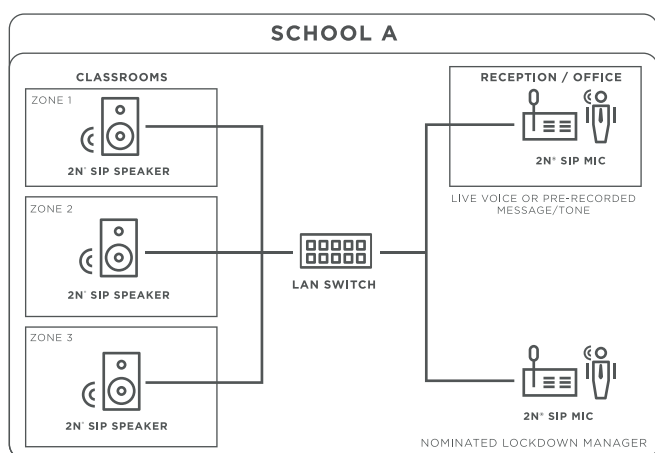 SCHOOL A
CLASSROOMS
ZONE 1
2N® SIP SPEAKER
ZONE 2
2N® SIP SPEAKER
ZONE 3
2N® SIP SPEAKER
LAN SWITCH
RECEPTION / OFFICE
2N® SIP MIC
LIVE VOICE OR PRE-RECORDED
MESSAGE/TONE
2N® SIP MIC
NOMINATED LOCKDOWN MANAGER